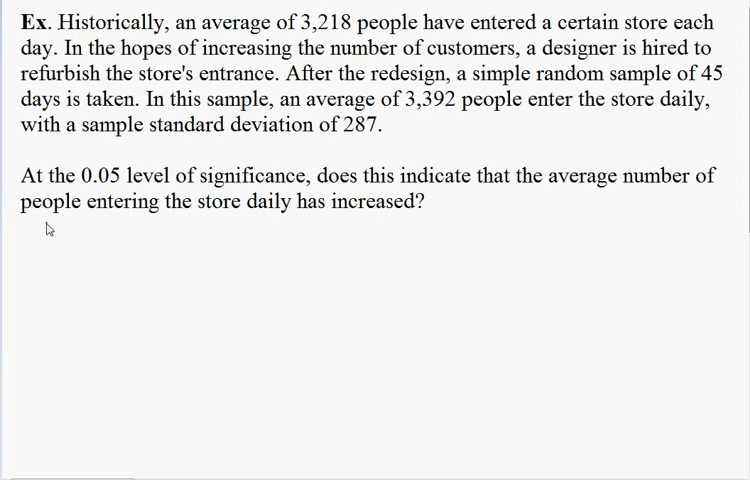 Ex. Historically, an average of 3,218 people have entered a certain store each
day. In the hopes of increasing the number of customers, a designer is hired to
refurbish the store's entrance. After the redesign, a simple random sample of 45
days is taken. In this sample, an average of 3,392 people enter the store daily,
with a sample standard deviation of 287.
At the 0.05 level of significance, does this indicate that the average number of
people entering the store daily has increased?